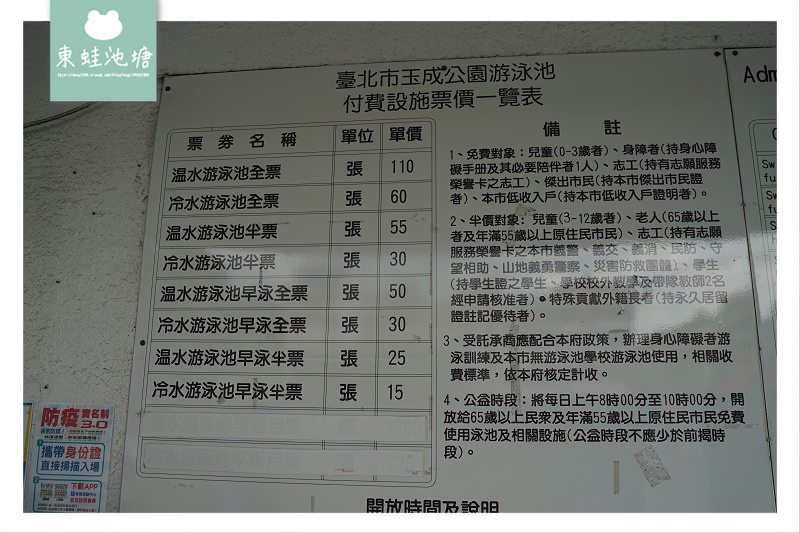 東蛙池塘
臺北市玉成公園游泳池
付費設施票價一覽表
票券名稱 單位 單價
温水游泳池全票 張 110
冷水游泳池全票 張 60
温水游泳池半票 張 55
冷水游泳池半票 張 30
温水游泳池早泳全票 張 50
冷水游泳池早泳全票 張 30
温水游泳池早泳半票 張 25
冷水游泳池早泳半票 張 15
備註
1、免費對象：兒童(0-3歲者)、身障者(持身心障
礙手册及其必要陪伴者1人)、志工(持有志願服務
榮譽卡之志工)、傑出市民(持本市傑出市民證
者)、本市低收入戶(持本市低收入戶證明者)。
2、半價對象：兒童(3-12歲者)、老人(65歲以上
者及年滿55歲以上原住民市民)、志工(持有志願
服務榮譽卡之本市義警、義交、義消、民防、守
望相助、山地義勇警察、災害防救團體)、學生
(持學生證之學生、學校校外教學及帶隊教師2名
經申請核准者)。特殊貢獻外籍長者(持永久居留
證註記優待者)。
3、受託承商應配合本府政策，辦理身心障礙者游
泳訓練及本市無游泳池學校游泳池使用，相關收
費標準，依本府核定計收。
4、公益時段：將每日上午8時00分至10時00分，開
放給65歲以上民衆及年滿55歲以上原住民市民免費
使用泳池及相關設施(公益時段不應少於前揭時
段)。
開放時間及說明
Adm
Sw
fu
Sw
fu
防疫實名制
3.0
攜帶身份證
直接掃描入場
下載APP